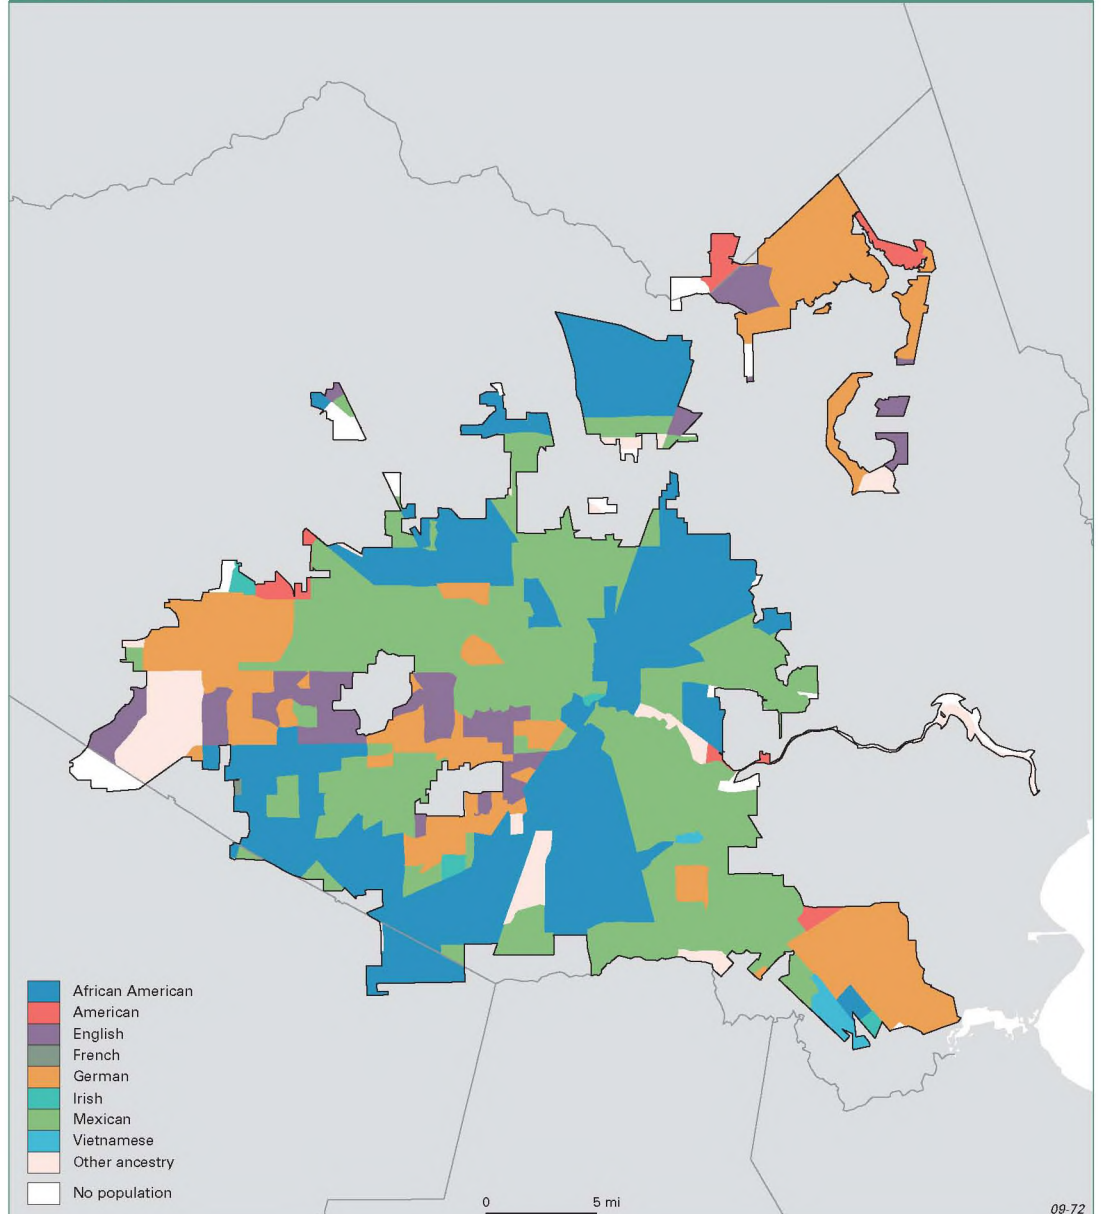 African American
American
English
French
German
Irish
Mexican
Vietnamese
Other ancestry
No population
0 5 mi
09-72